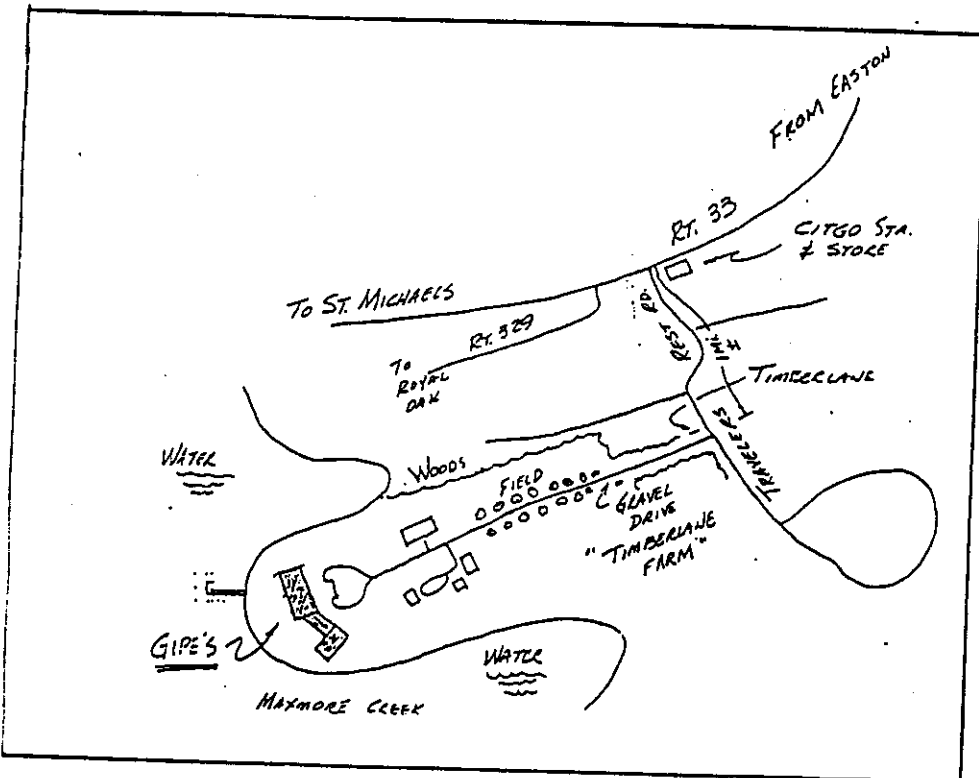 FROM EASTON
RT. 33
CITGO STA.
& STORE
TO ST. MICHAELS
RT. 329
TO
ROYAL
OAK
TRAVELERS REST RD.
1 MI. ±
TIMBERLANE
WATER
WOODS
FIELD
GRAVEL
DRIVE
"TIMBERLANE
FARM"
GIPE'S
WATER
MAXMORE CREEK